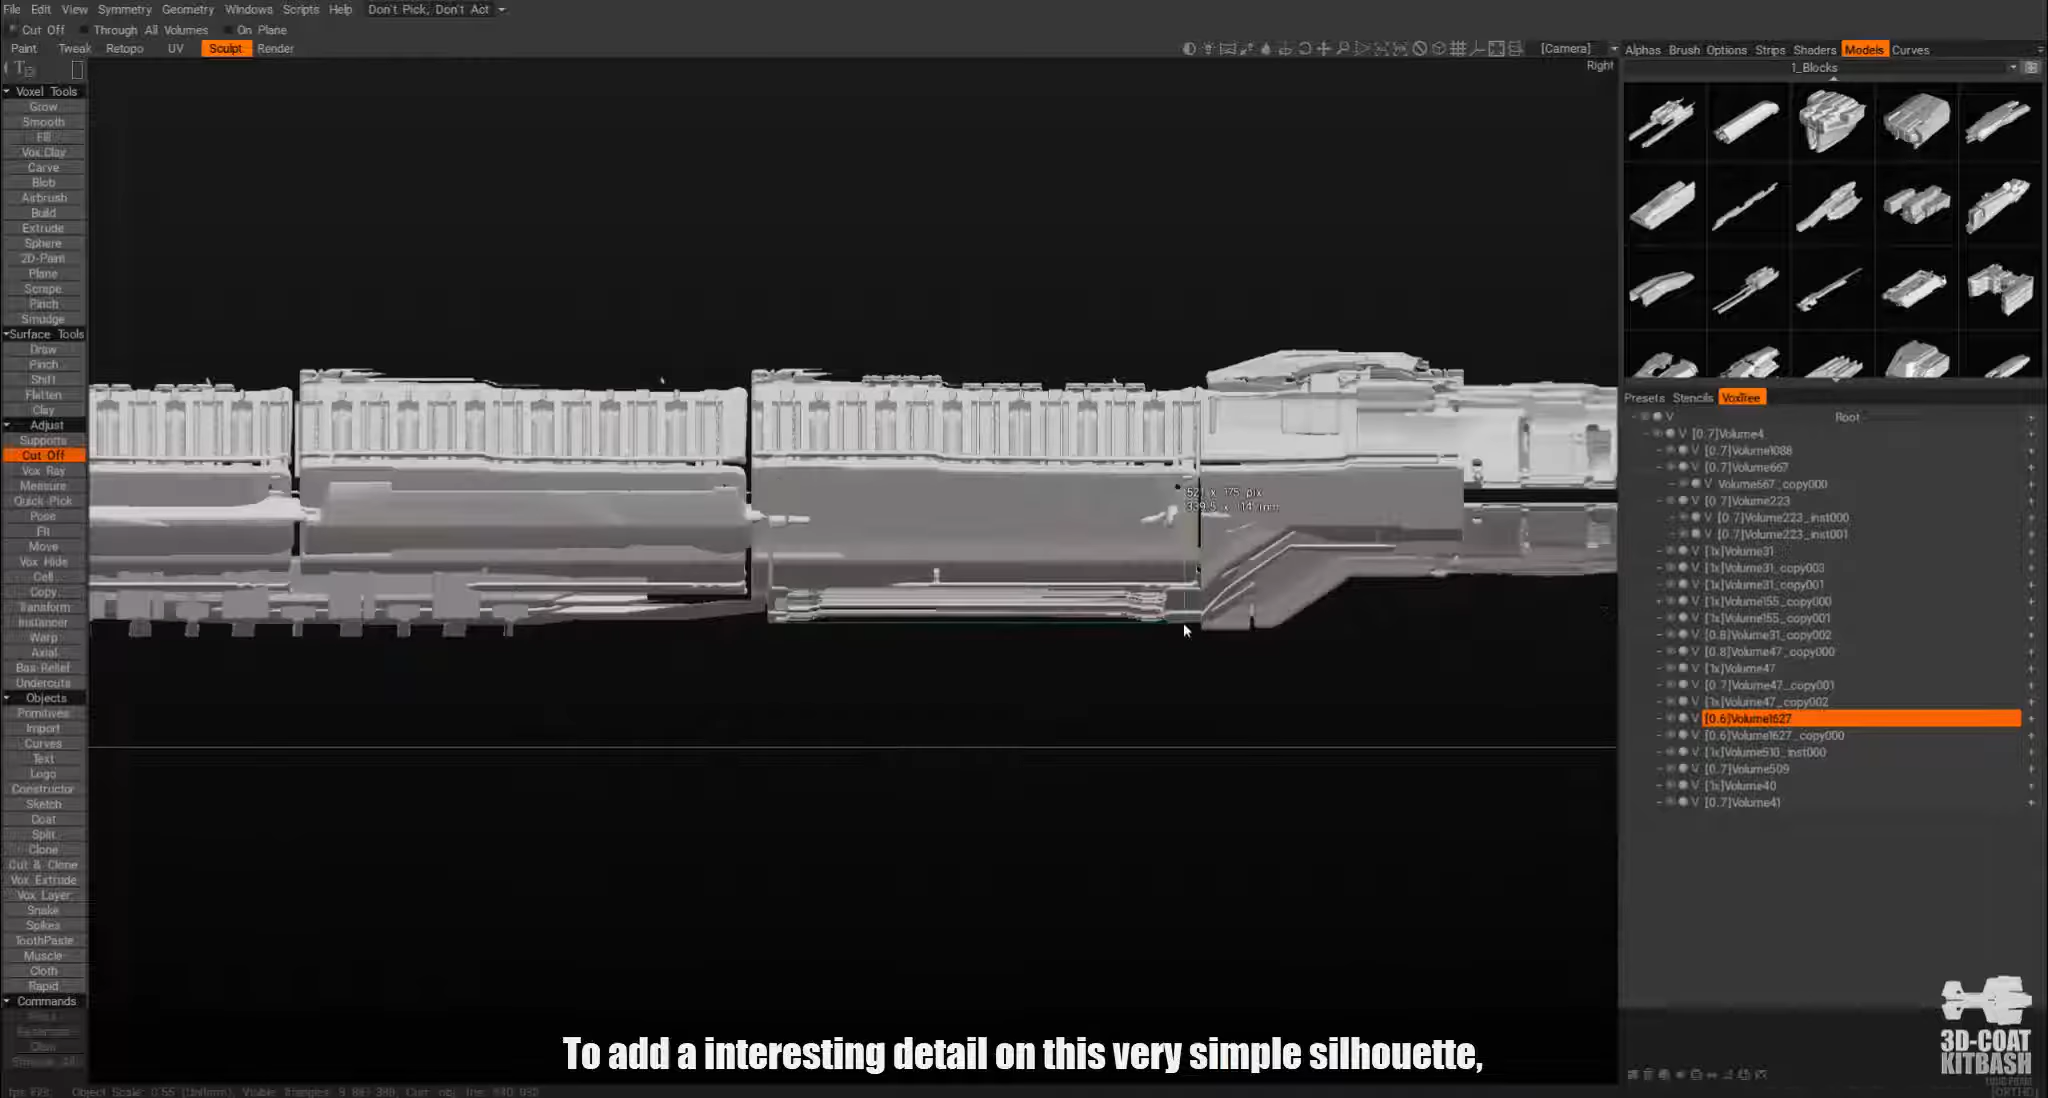 File Edit View Symmetry Geometry Windows Scripts Help Don't Pick, Don't Act
Cut Off Through All Volumes On Plane
Paint Tweak Retopo UV Sculpt Render
[Camera]
Alphas Brush Options Strips Shaders Models Curves
Right
1_Blocks
Voxel Tools
Grow
Smooth
Fill
Vox Clay
Carve
Blob
Airbrush
Build
Extrude
Sphere
2D-Paint
Plane
Scrape
Pinch
Smudge
Surface Tools
Draw
Pinch
Shift
Flatten
Clay
Adjust
Supports
Cut Off
Vox Ray
Measure
Quick Pick
Pose
Fit
Move
Vox Hide
Cell
Copy
Transform
Instancer
Warp
Axial
Bas-Relief
Undercuts
Objects
Primitives
Import
Curves
Text
Logo
Constructor
Sketch
Coat
Split
Clone
Cut & Clone
Vox Extrude
Vox Layer
Snake
Spikes
ToothPaste
Muscle
Cloth
Rapid
Commands
521 x 175 pix
339.5 x 114 mm
Presets Stencils VoxTree
Root
[0.7]Volume4
[0.7]Volume1088
[0.7]Volume667
Volume667_copy000
[0.7]Volume223
[0.7]Volume223_inst000
[0.7]Volume223_inst001
[1x]Volume31
[1x]Volume31_copy003
[1x]Volume31_copy001
[1x]Volume155_copy000
[1x]Volume155_copy001
[0.8]Volume31_copy002
[0.8]Volume47_copy000
[1x]Volume47
[0.7]Volume47_copy001
[1x]Volume47_copy002
[0.6]Volume1627
[0.6]Volume1627_copy000
[1x]Volume510_inst000
[0.7]Volume509
[1x]Volume40
[0.7]Volume41
To add a interesting detail on this very simple silhouette,
3D-COAT
KITBASH
[ORTHO]